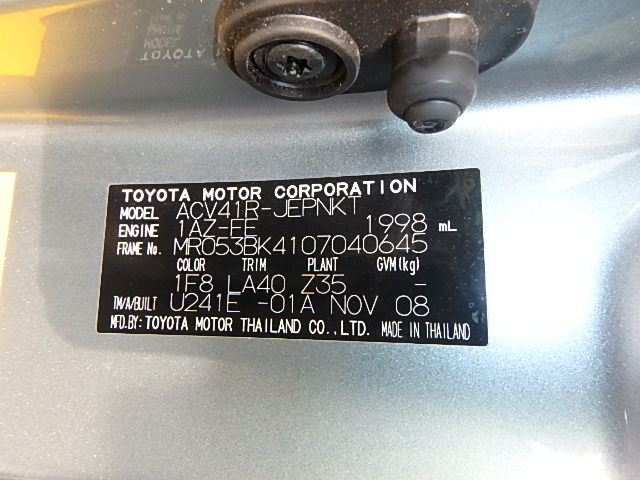 TOYOTA MOTOR CORPORATION
MODEL ACV41R-JEPNKT
ENGINE 1AZ-FE 1998 mL
FRAME No. MR053BK4107040645
COLOR TRIM PLANT GVM(kg)
1F8 LA40 Z35 -
TM/A/BUILT U241E -01A NOV 08
MFD.BY: TOYOTA MOTOR THAILAND CO., LTD. MADE IN THAILAND